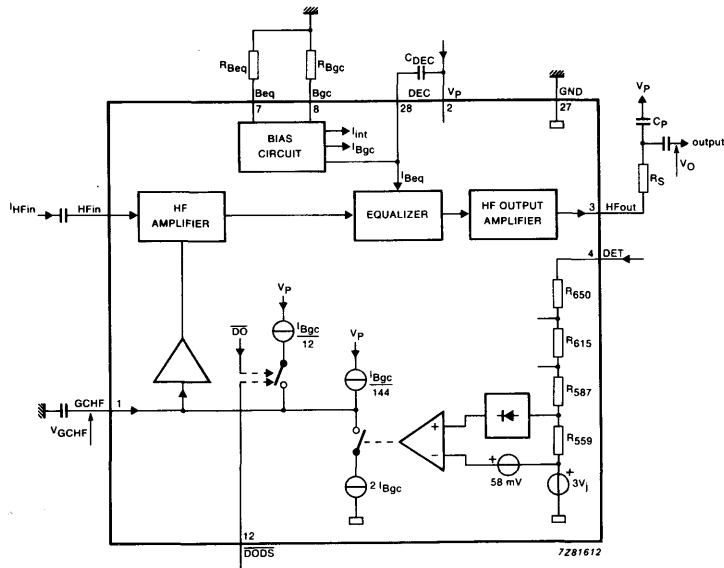 C_DEC
R_Beq
R_Bgc
Beq
Bgc
DEC
V_P
GND
7
8
28
2
27
V_P
C_P
output
V_O
R_S
BIAS
CIRCUIT
I_int
I_Bgc
I_Beq
I_HFin
HFin
HF
AMPLIFIER
EQUALIZER
HF OUTPUT
AMPLIFIER
3
HFout
4
DET
R_650
R_615
R_587
R_559
V_P
D̅O̅
I_Bgc
12
V_P
I_Bgc
144
GCHF
1
V_GCHF
+
−
+
58 mV
+
3V_j
2 I_Bgc
12
D̅O̅D̅S̅
7Z81612